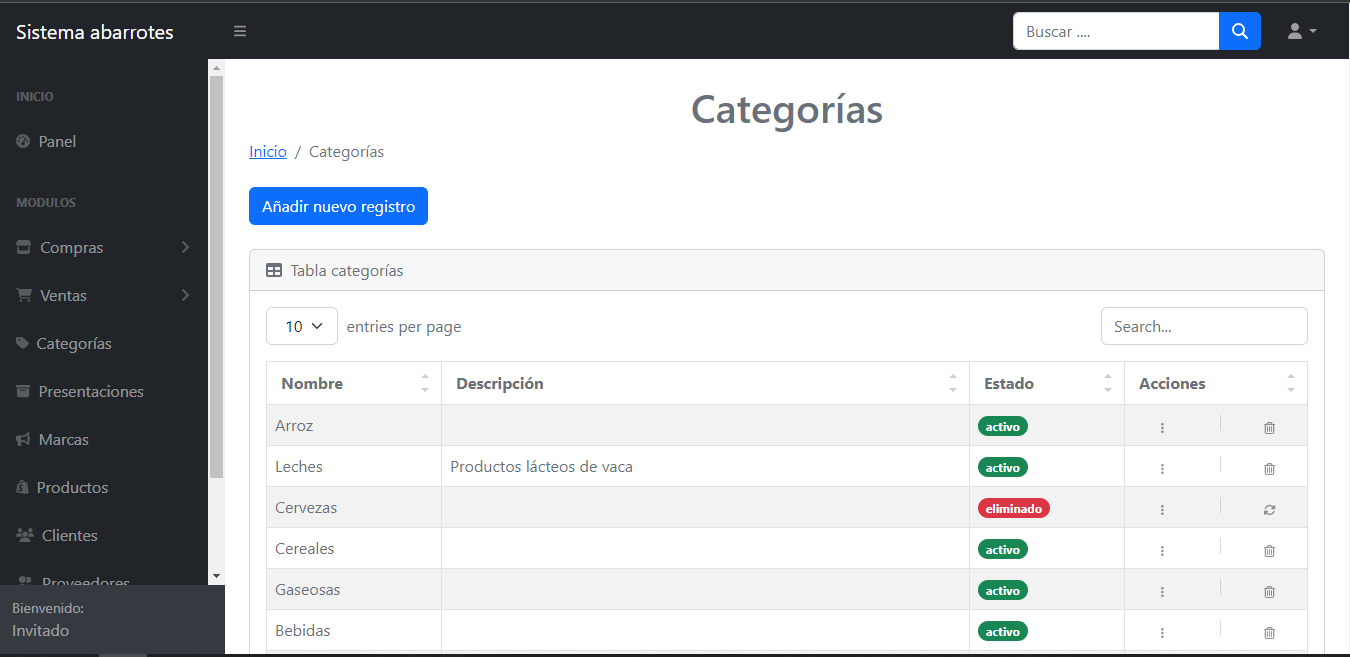 Sistema abarrotes
Buscar ....
INICIO
Panel
MODULOS
Compras
Ventas
Categorías
Presentaciones
Marcas
Productos
Clientes
Proveedores
Bienvenido:
Invitado
Categorías
Inicio / Categorías
Añadir nuevo registro
Tabla categorías
10 entries per page
Search...
Nombre Descripción Estado Acciones
Arroz activo
Leches Productos lácteos de vaca activo
Cervezas eliminado
Cereales activo
Gaseosas activo
Bebidas activo